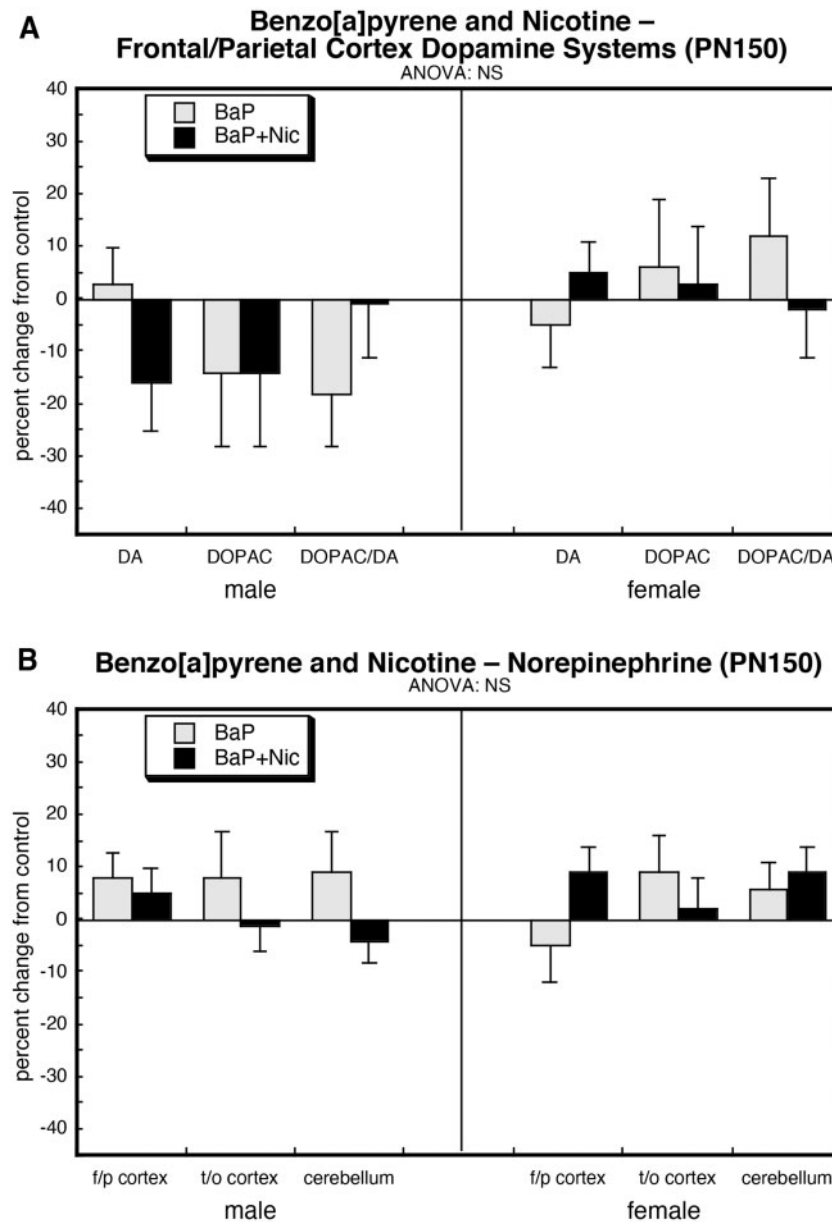 A
Benzo[a]pyrene and Nicotine –
Frontal/Parietal Cortex Dopamine Systems (PN150)
ANOVA: NS
BaP
BaP+Nic
percent change from control
40
30
20
10
0
-10
-20
-30
-40
DA DOPAC DOPAC/DA DA DOPAC DOPAC/DA
male female
B
Benzo[a]pyrene and Nicotine – Norepinephrine (PN150)
ANOVA: NS
BaP
BaP+Nic
percent change from control
40
30
20
10
0
-10
-20
-30
-40
f/p cortex t/o cortex cerebellum f/p cortex t/o cortex cerebellum
male female